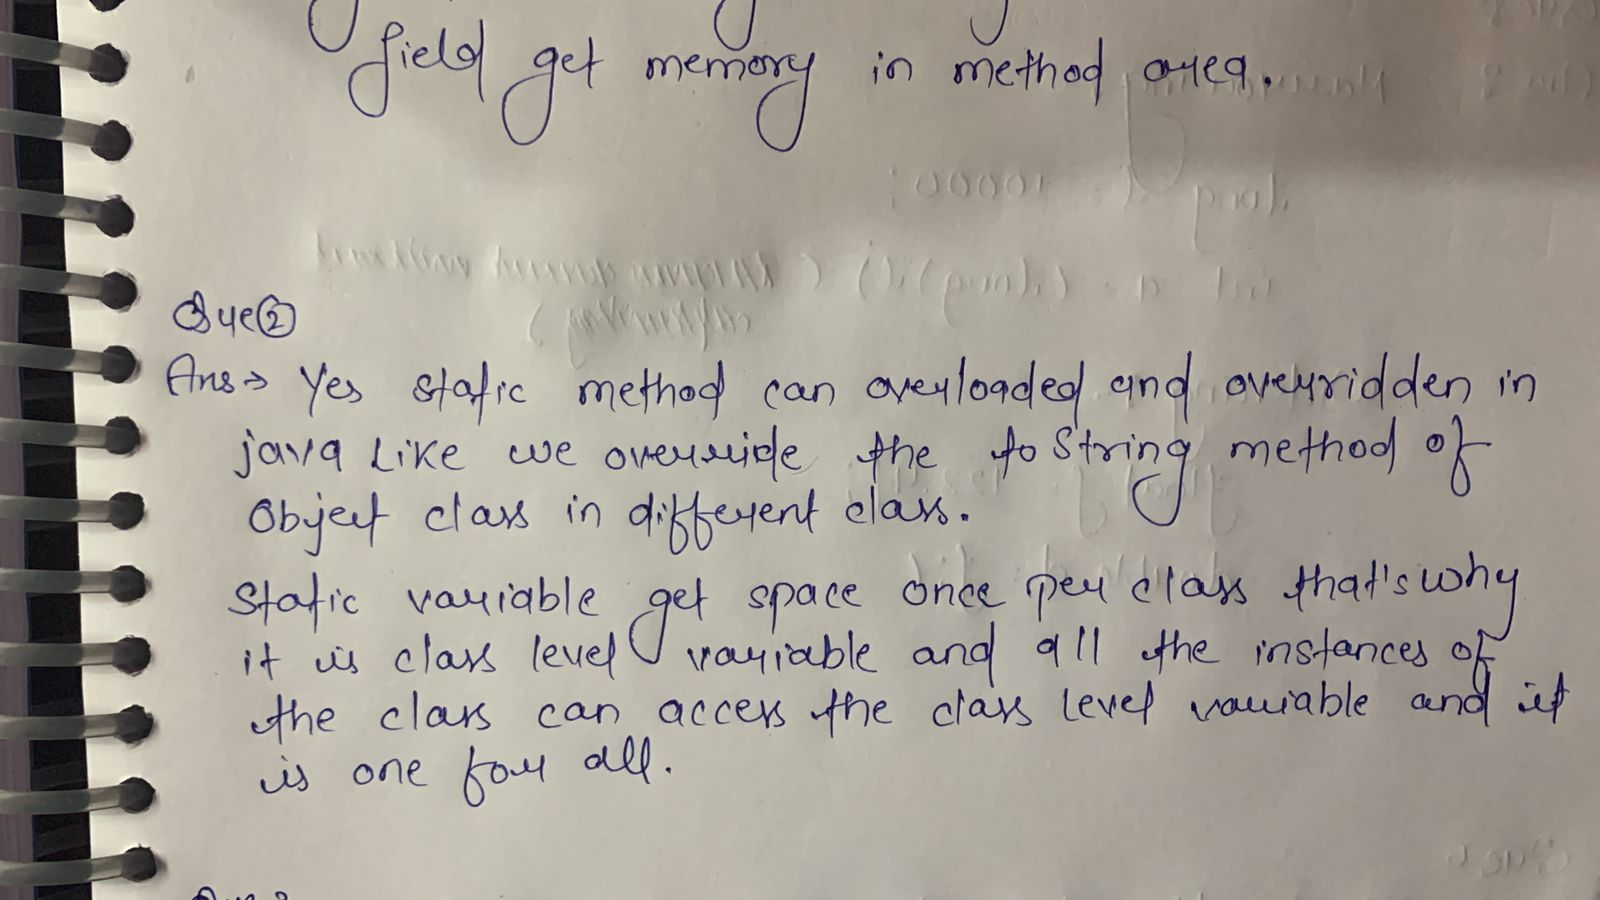 field get memory in method area.
Que②
Ans→ Yes static method can overloaded and overridden in
java Like we override the toString method of
Object class in different class.
Static variable get space once per class that's why
it is class level variable and all the instances of
the class can access the class level variable and it
is one for all.